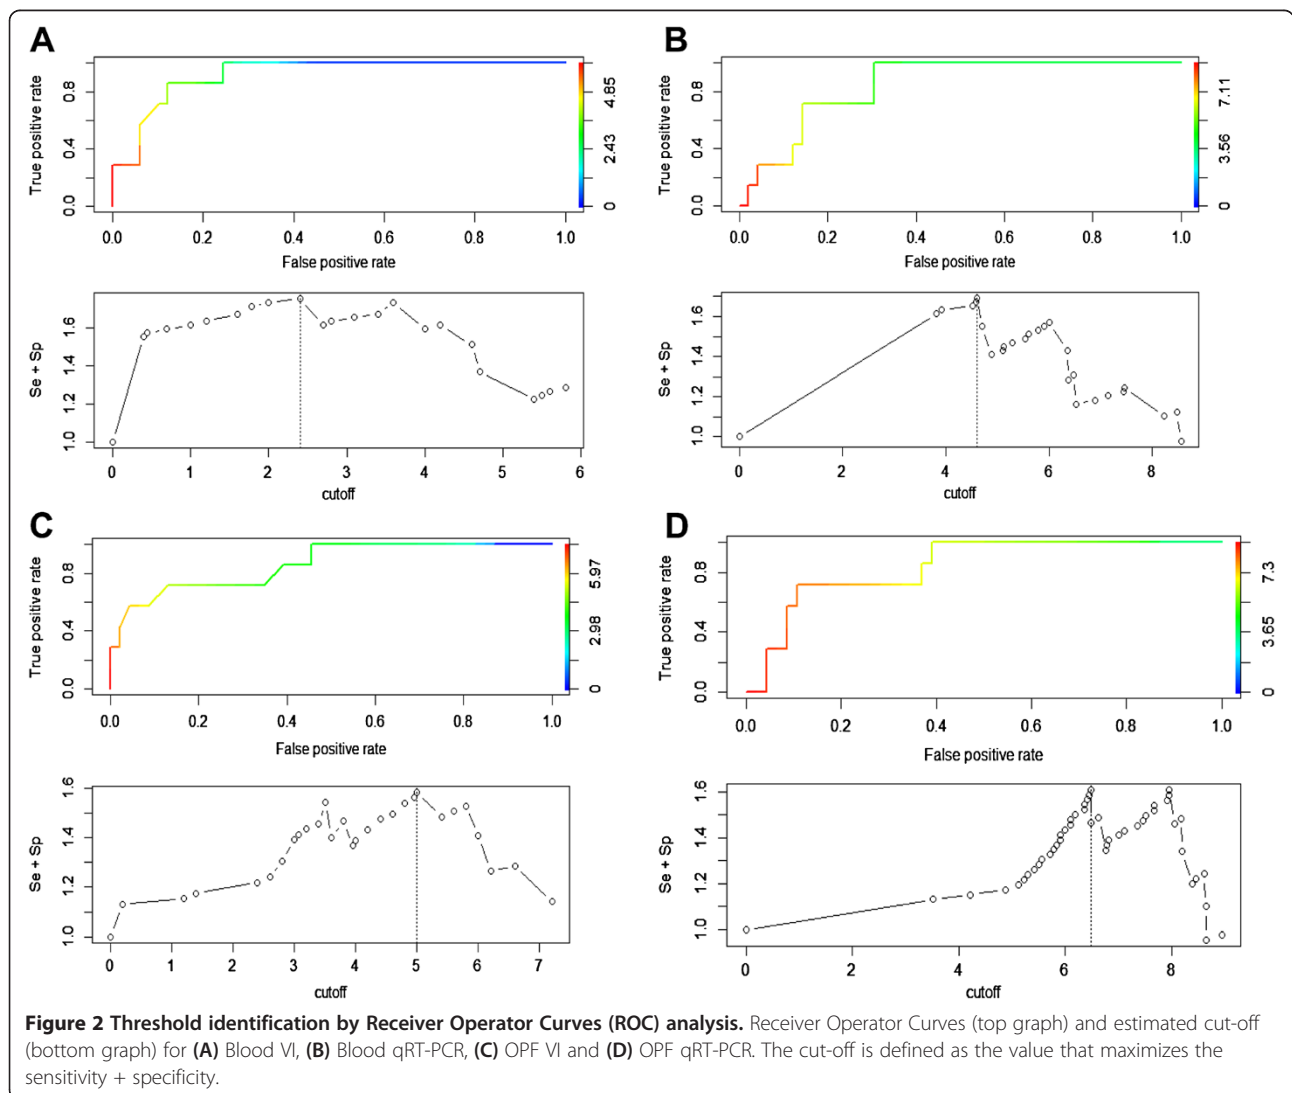 A
True positive rate
0.0 0.4 0.8
0 2.43 4.85
0.0 0.2 0.4 0.6 0.8 1.0
False positive rate
Se + Sp
1.0 1.2 1.4 1.6
0 1 2 3 4 5 6
cutoff
B
True positive rate
0.0 0.4 0.8
0 3.56 7.11
0.0 0.2 0.4 0.6 0.8 1.0
False positive rate
Se + Sp
1.0 1.2 1.4 1.6
0 2 4 6 8
cutoff
C
True positive rate
0.0 0.4 0.8
0 2.98 5.97
0.0 0.2 0.4 0.6 0.8 1.0
False positive rate
Se + Sp
1.0 1.2 1.4 1.6
0 1 2 3 4 5 6 7
cutoff
D
True positive rate
0.0 0.4 0.8
0 3.65 7.3
0.0 0.2 0.4 0.6 0.8 1.0
False positive rate
Se + Sp
1.0 1.2 1.4 1.6
0 2 4 6 8
cutoff
Figure 2 Threshold identification by Receiver Operator Curves (ROC) analysis. Receiver Operator Curves (top graph) and estimated cut-off
(bottom graph) for (A) Blood VI, (B) Blood qRT-PCR, (C) OPF VI and (D) OPF qRT-PCR. The cut-off is defined as the value that maximizes the
sensitivity + specificity.